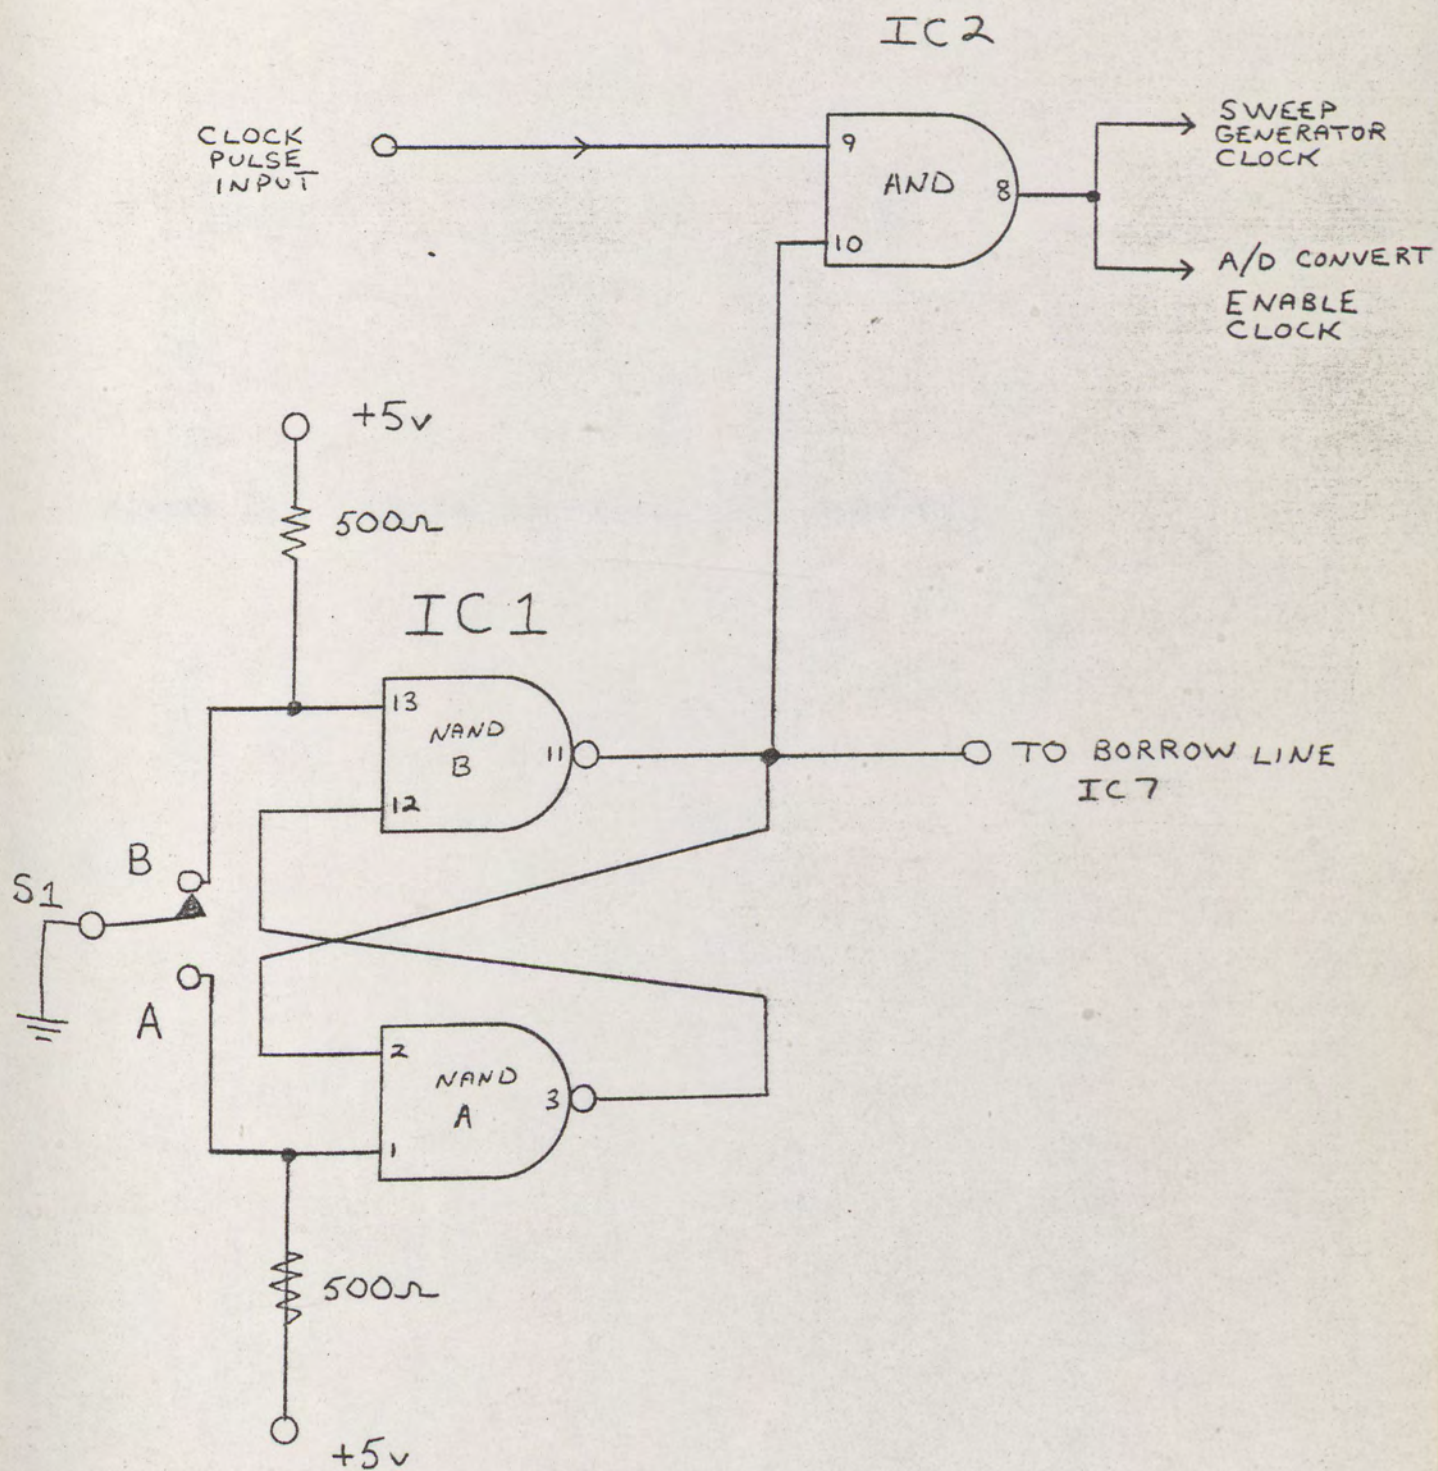 IC2
CLOCK
PULSE
INPUT
9
AND
8
10
SWEEP
GENERATOR
CLOCK
A/D CONVERT
ENABLE
CLOCK
+5v
500Ω
IC1
13
NAND
B
11
12
TO BORROW LINE
IC7
B
S1
A
2
NAND
A
3
1
500Ω
+5v